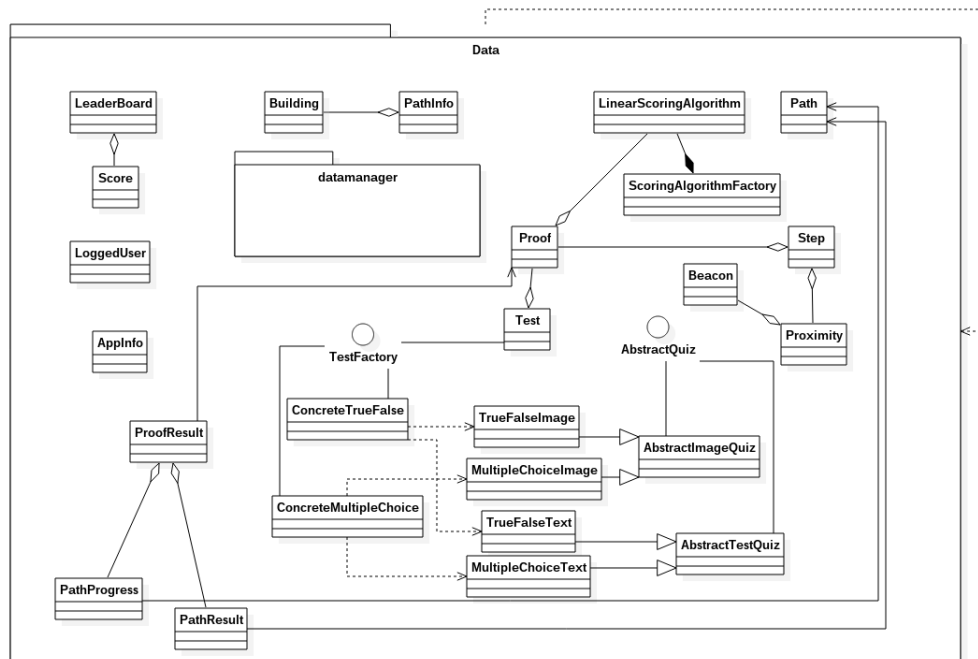 Data
LeaderBoard
Building
PathInfo
LinearScoringAlgorithm
Path
Score
datamanager
ScoringAlgorithmFactory
LoggedUser
Proof
Step
Beacon
AppInfo
Test
Proximity
TestFactory
AbstractQuiz
ConcreteTrueFalse
TrueFalseImage
ProofResult
AbstractImageQuiz
MultipleChoiceImage
ConcreteMultipleChoice
TrueFalseText
AbstractTestQuiz
MultipleChoiceText
PathProgress
PathResult